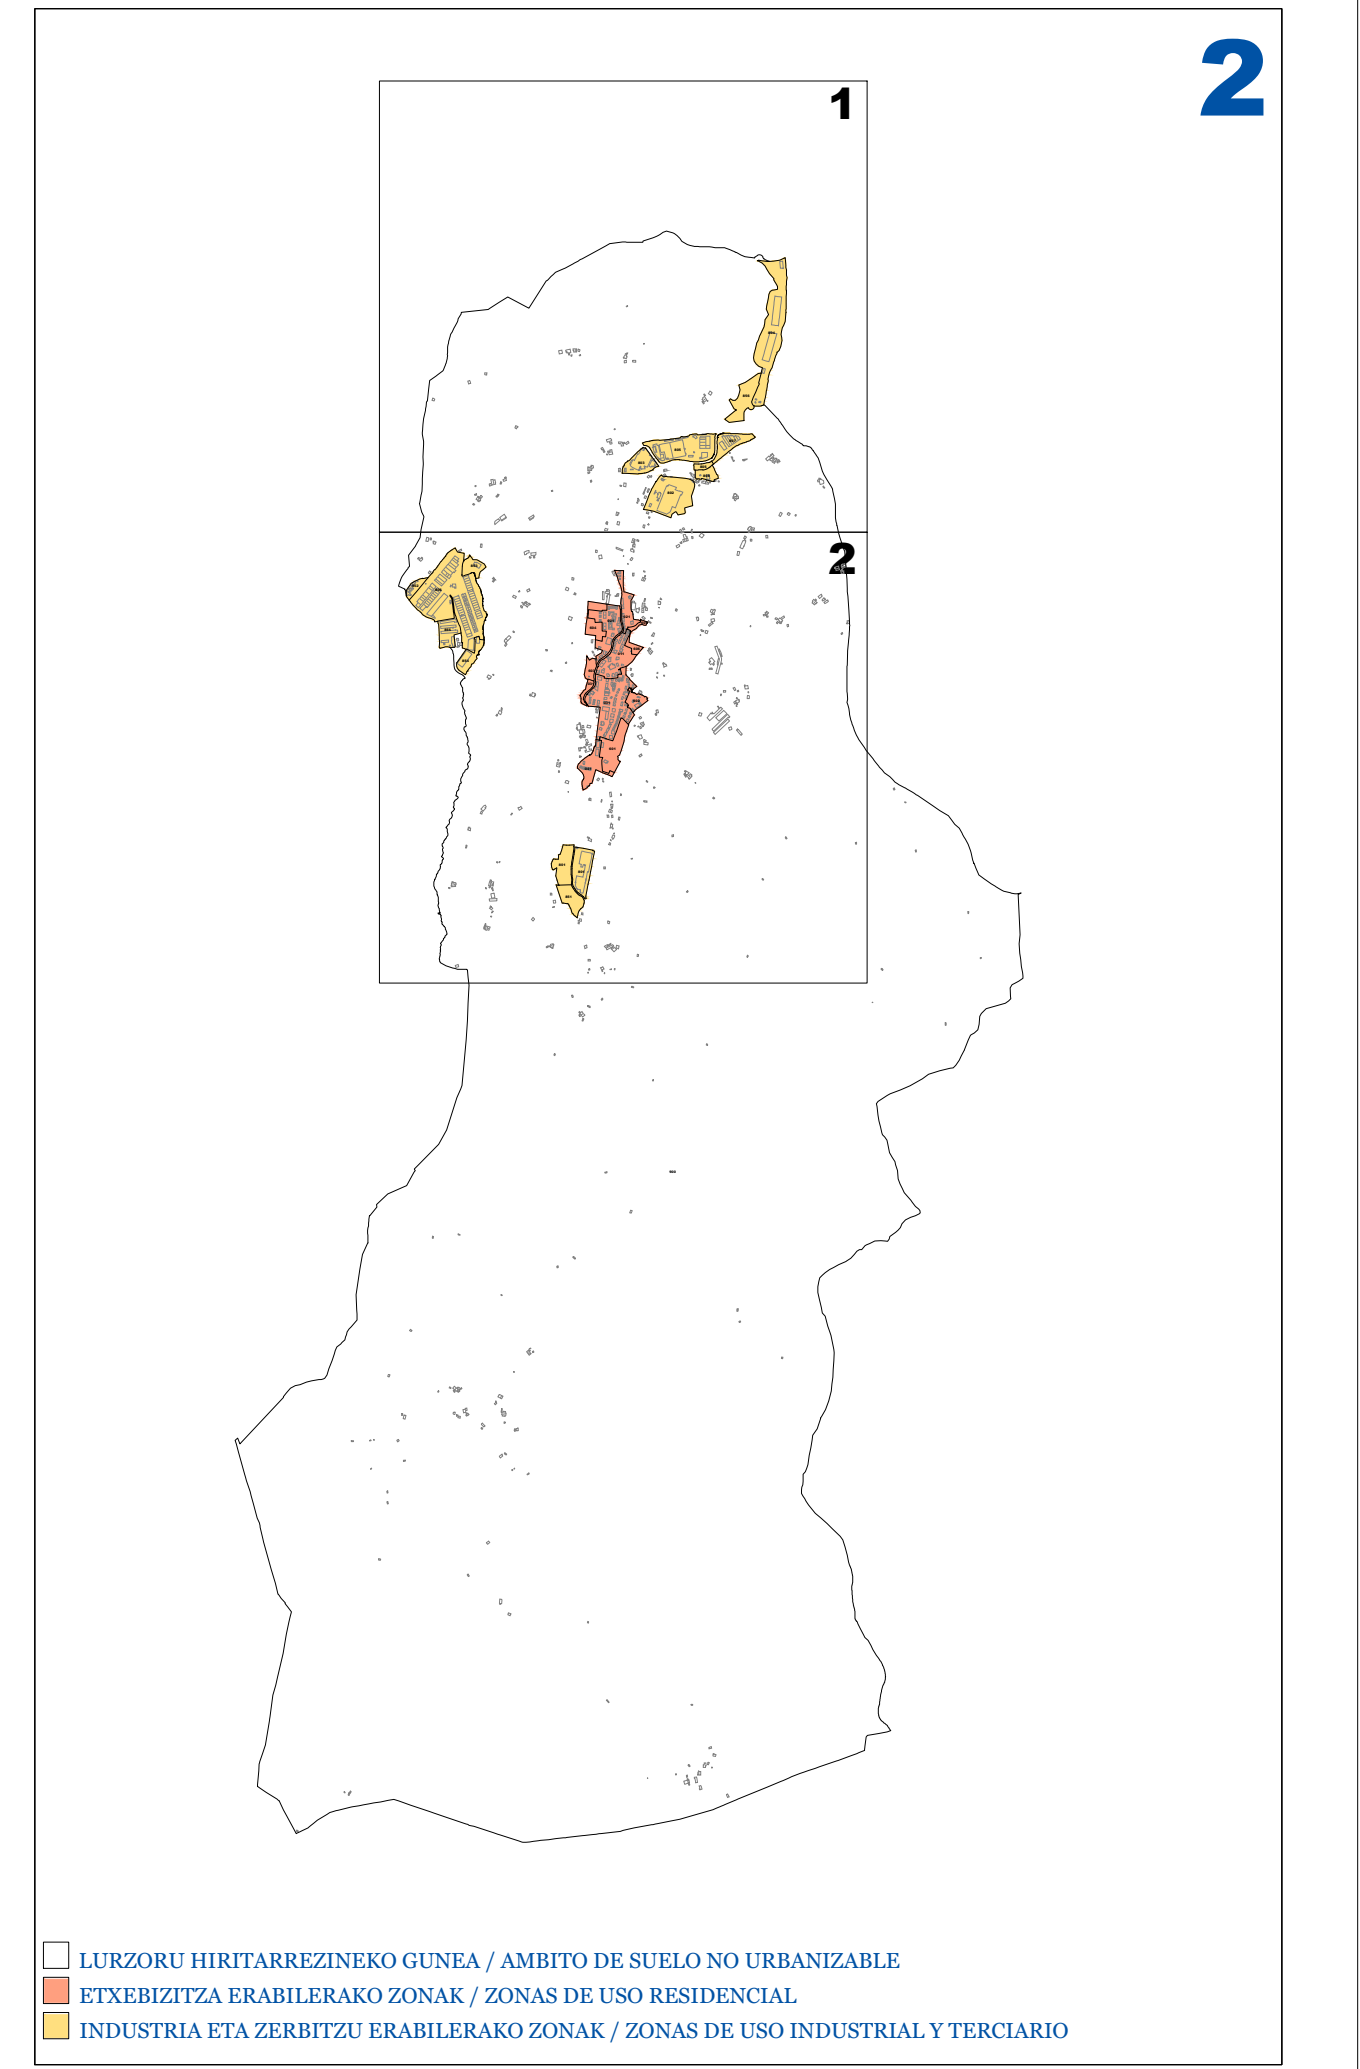 2
1
2
LURZORU HIRITARREZINEKO GUNEA / AMBITO DE SUELO NO URBANIZABLE
ETXEBIZITZA ERABILERAKO ZONAK / ZONAS DE USO RESIDENCIAL
INDUSTRIA ETA ZERBITZU ERABILERAKO ZONAK / ZONAS DE USO INDUSTRIAL Y TERCIARIO